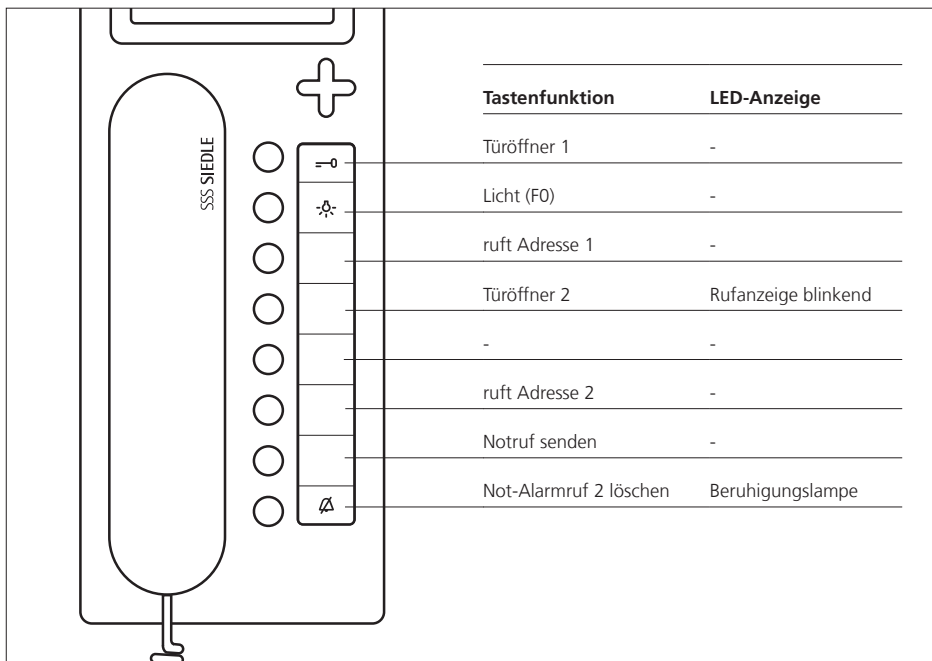 SSS SIEDLE
Tastenfunktion LED-Anzeige
Türöffner 1 -
Licht (F0) -
ruft Adresse 1 -
Türöffner 2 Rufanzeige blinkend
- -
ruft Adresse 2 -
Notruf senden -
Not-Alarmruf 2 löschen Beruhigungslampe